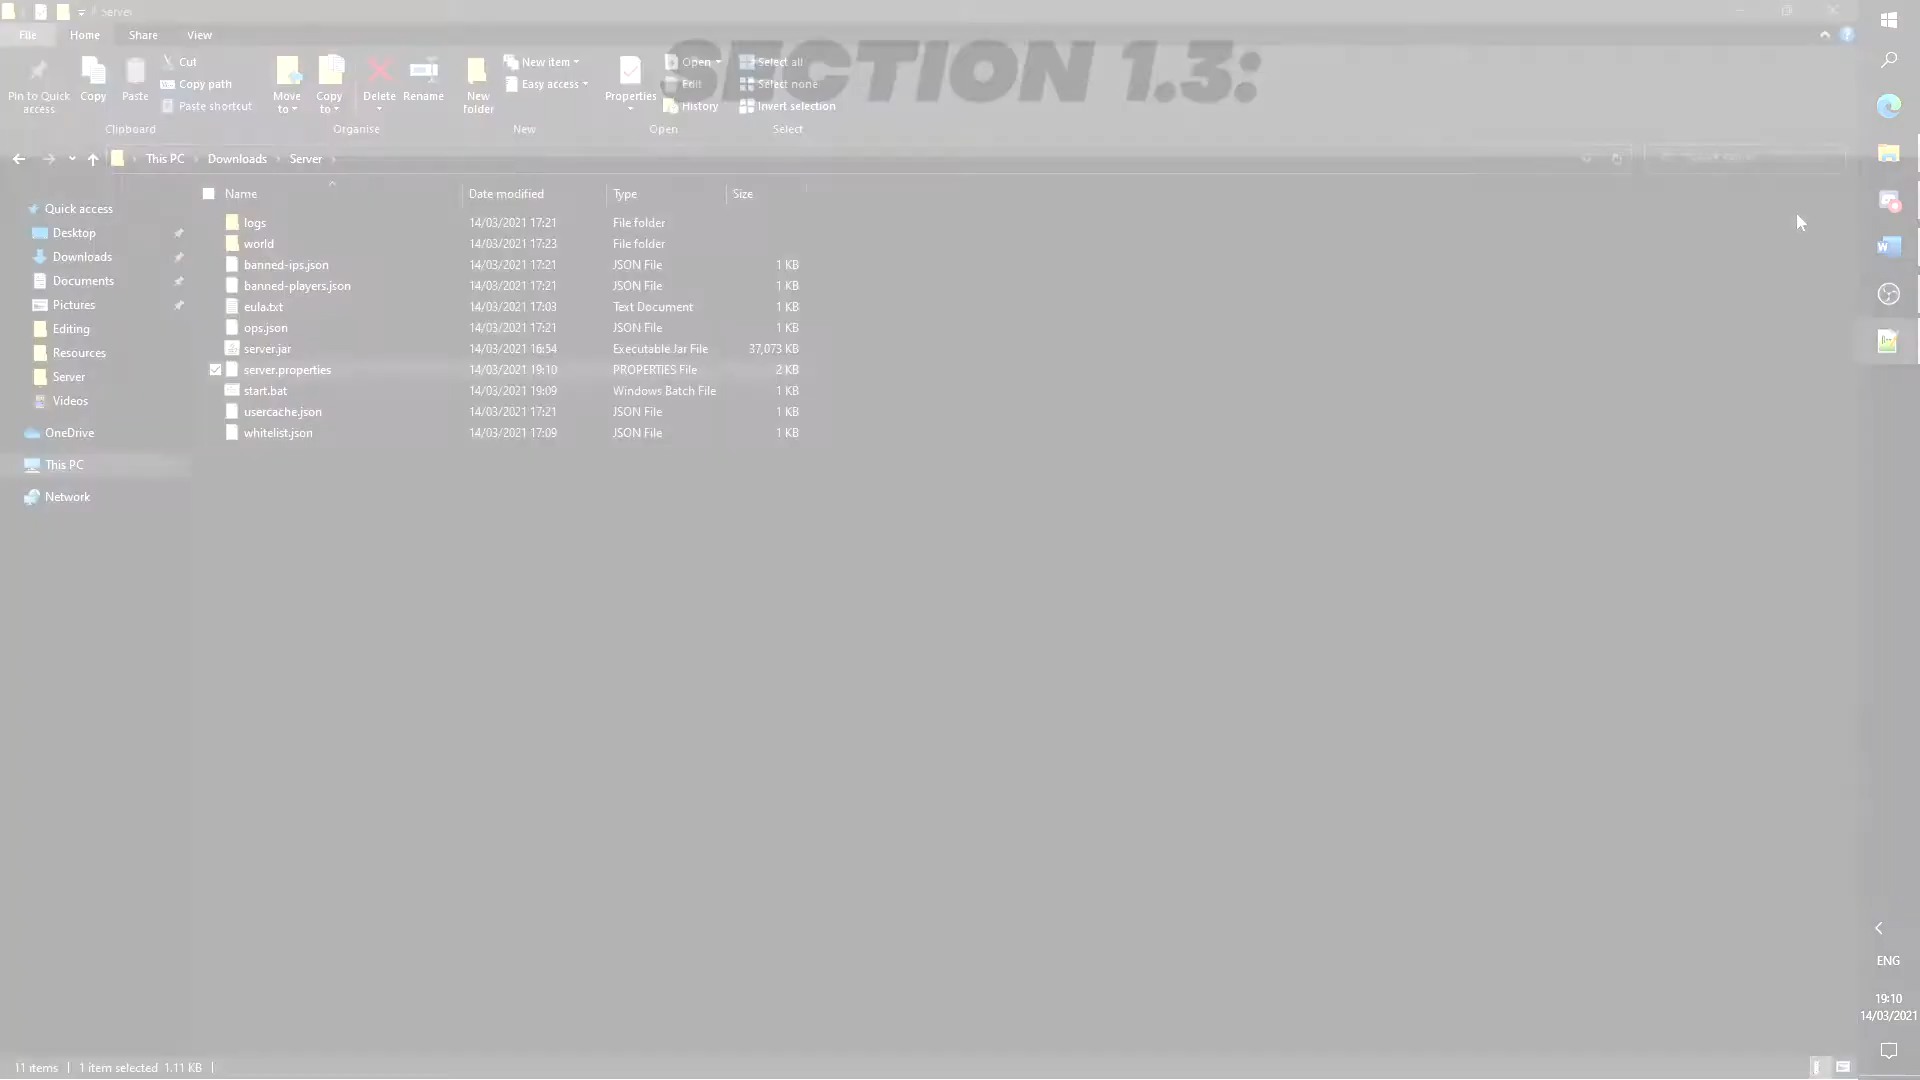 Server
File Home Share View
SECTION 1.3:
Pin to Quick access
Copy
Paste
Cut
Copy path
Paste shortcut
Clipboard
Move to
Copy to
Delete
Rename
Organise
New folder
New item
Easy access
New
Properties
Open
Edit
History
Open
Select all
Select none
Invert selection
Select
This PC Downloads Server
Name Date modified Type Size
Quick access
Desktop
Downloads
Documents
Pictures
Editing
Resources
Server
Videos
OneDrive
This PC
Network
logs 14/03/2021 17:21 File folder
world 14/03/2021 17:23 File folder
banned-ips.json 14/03/2021 17:21 JSON File 1 KB
banned-players.json 14/03/2021 17:21 JSON File 1 KB
eula.txt 14/03/2021 17:03 Text Document 1 KB
ops.json 14/03/2021 17:21 JSON File 1 KB
server.jar 14/03/2021 16:54 Executable Jar File 37,073 KB
server.properties 14/03/2021 19:10 PROPERTIES File 2 KB
start.bat 14/03/2021 19:09 Windows Batch File 1 KB
usercache.json 14/03/2021 17:21 JSON File 1 KB
whitelist.json 14/03/2021 17:09 JSON File 1 KB
ENG
19:10
14/03/2021
11 items 1 item selected 1.11 KB